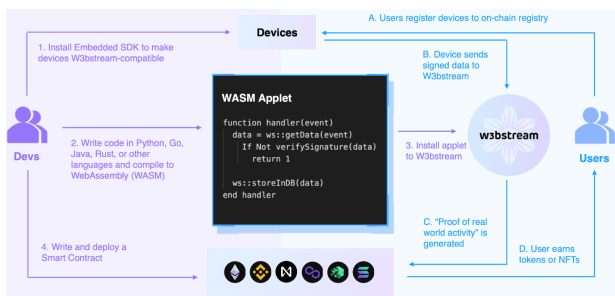 Devices
A. Users register devices to on-chain registry
1. Install Embedded SDK to make
devices W3bstream-compatible
B. Device sends
signed data to
W3bstream
WASM Applet
function handler(event)
data = ws::getData(event)
If Not verifySignature(data)
return 1
ws::storeInDB(data)
end handler
Devs
2. Write code in Python, Go,
Java, Rust, or other
languages and compile to
WebAssembly (WASM)
3. Install applet
to W3bstream
w3bstream
Users
C. "Proof of real
world activity" is
generated
4. Write and deploy a
Smart Contract
D. User earns
tokens or NFTs